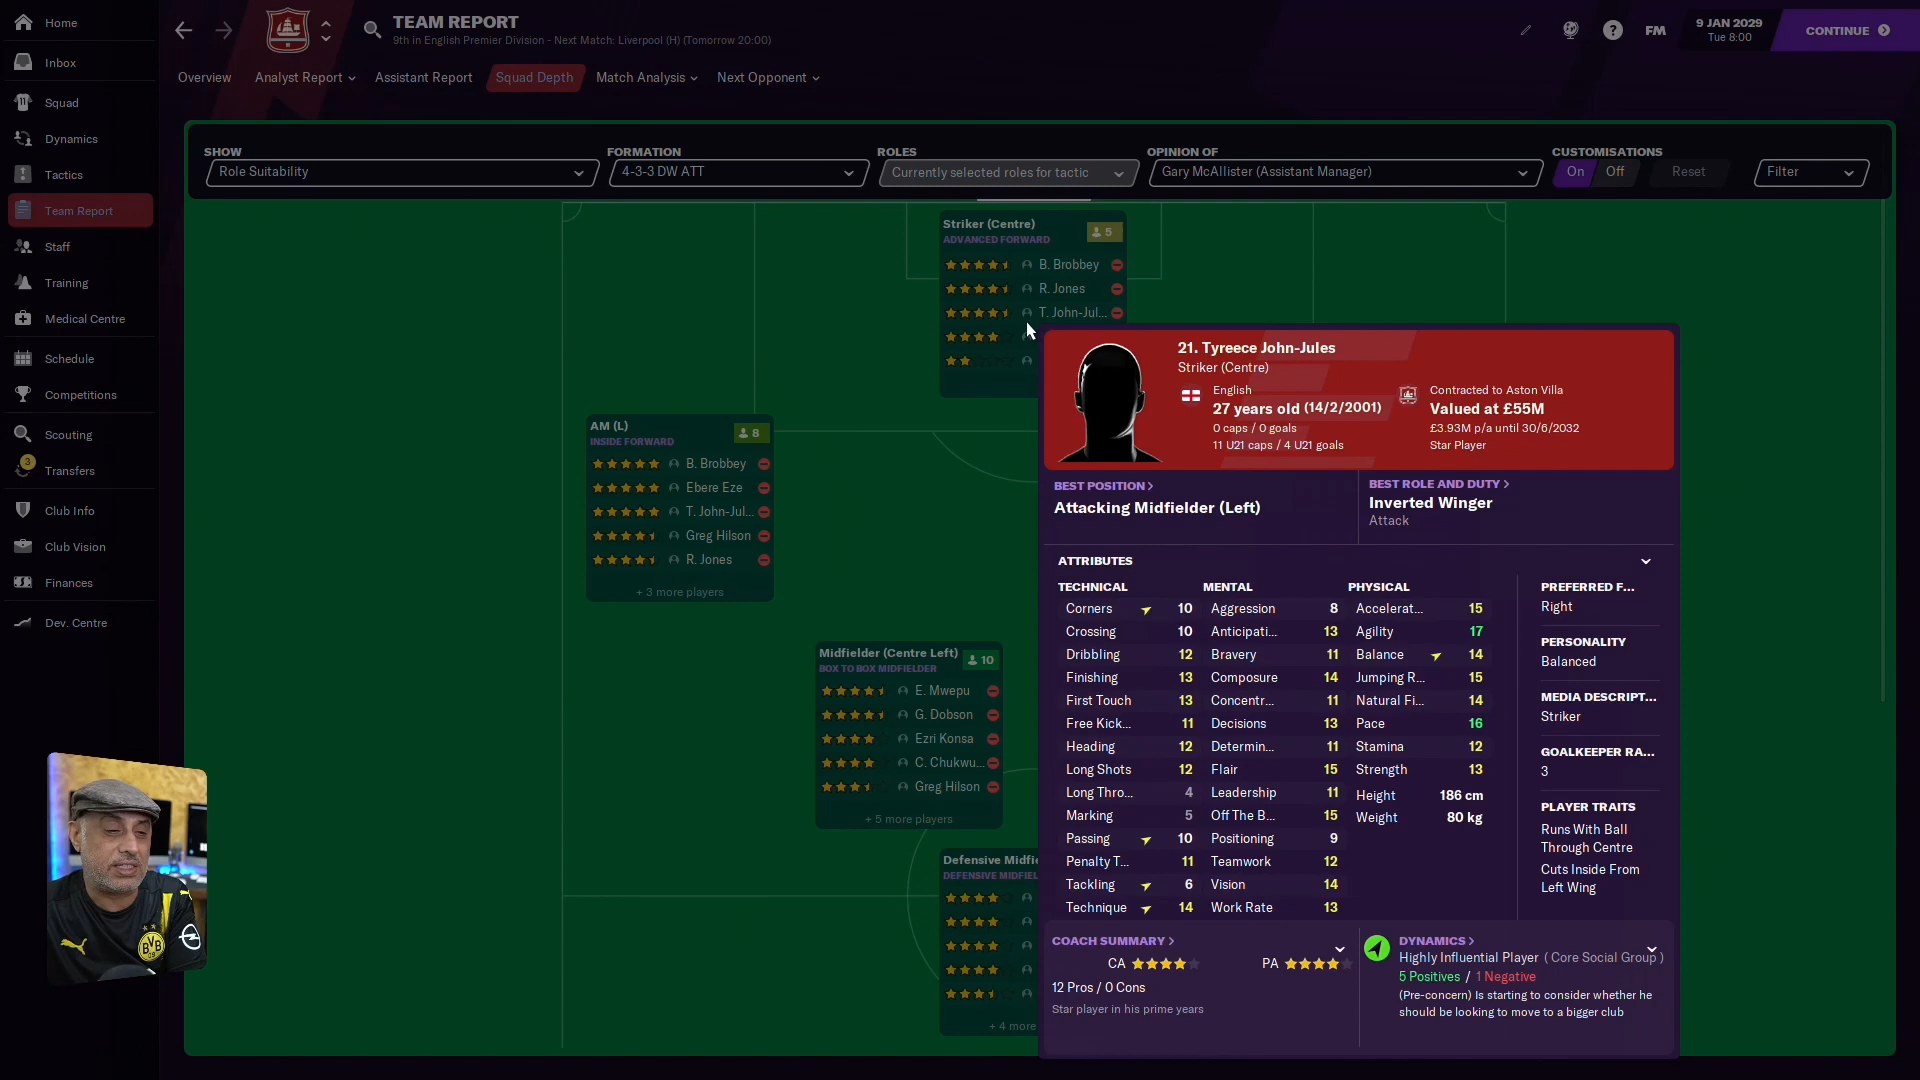 Home
Inbox
Squad
Dynamics
Tactics
Team Report
Staff
Training
Medical Centre
Schedule
Competitions
Scouting
3
Transfers
Club Info
Club Vision
Finances
Dev. Centre
TEAM REPORT
9th in English Premier Division - Next Match: Liverpool (H) (Tomorrow 20:00)
FM
9 JAN 2029
Tue 8:00
CONTINUE
Overview
Analyst Report
Assistant Report
Squad Depth
Match Analysis
Next Opponent
SHOW
Role Suitability
FORMATION
4-3-3 DW ATT
ROLES
Currently selected roles for tactic
OPINION OF
Gary McAllister (Assistant Manager)
CUSTOMISATIONS
On
Off
Reset
Filter
Striker (Centre)
ADVANCED FORWARD
5
B. Brobbey
R. Jones
T. John-Jul...
AM (L)
INSIDE FORWARD
8
B. Brobbey
Ebere Eze
T. John-Jul...
Greg Hilson
R. Jones
+ 3 more players
Midfielder (Centre Left)
BOX TO BOX MIDFIELDER
10
E. Mwepu
G. Dobson
Ezri Konsa
C. Chukwu...
Greg Hilson
+ 5 more players
Defensive Midfie
DEFENSIVE MIDFIEL
+ 4 more
21. Tyreece John-Jules
Striker (Centre)
English
27 years old (14/2/2001)
0 caps / 0 goals
11 U21 caps / 4 U21 goals
Contracted to Aston Villa
Valued at £55M
£3.93M p/a until 30/6/2032
Star Player
BEST POSITION >
Attacking Midfielder (Left)
BEST ROLE AND DUTY >
Inverted Winger
Attack
ATTRIBUTES
TECHNICAL
Corners 10
Crossing 10
Dribbling 12
Finishing 13
First Touch 13
Free Kick... 11
Heading 12
Long Shots 12
Long Thro... 4
Marking 5
Passing 10
Penalty T... 11
Tackling 6
Technique 14
MENTAL
Aggression 8
Anticipati... 13
Bravery 11
Composure 14
Concentr... 11
Decisions 13
Determin... 11
Flair 15
Leadership 11
Off The B... 15
Positioning 9
Teamwork 12
Vision 14
Work Rate 13
PHYSICAL
Accelerat... 15
Agility 17
Balance 14
Jumping R... 15
Natural Fi... 14
Pace 16
Stamina 12
Strength 13
Height 186 cm
Weight 80 kg
PREFERRED F...
Right
PERSONALITY
Balanced
MEDIA DESCRIPT...
Striker
GOALKEEPER RA...
3
PLAYER TRAITS
Runs With Ball
Through Centre
Cuts Inside From
Left Wing
COACH SUMMARY >
CA
PA
12 Pros / 0 Cons
Star player in his prime years
DYNAMICS >
Highly Influential Player ( Core Social Group )
5 Positives / 1 Negative
(Pre-concern) Is starting to consider whether he
should be looking to move to a bigger club
BVB
09